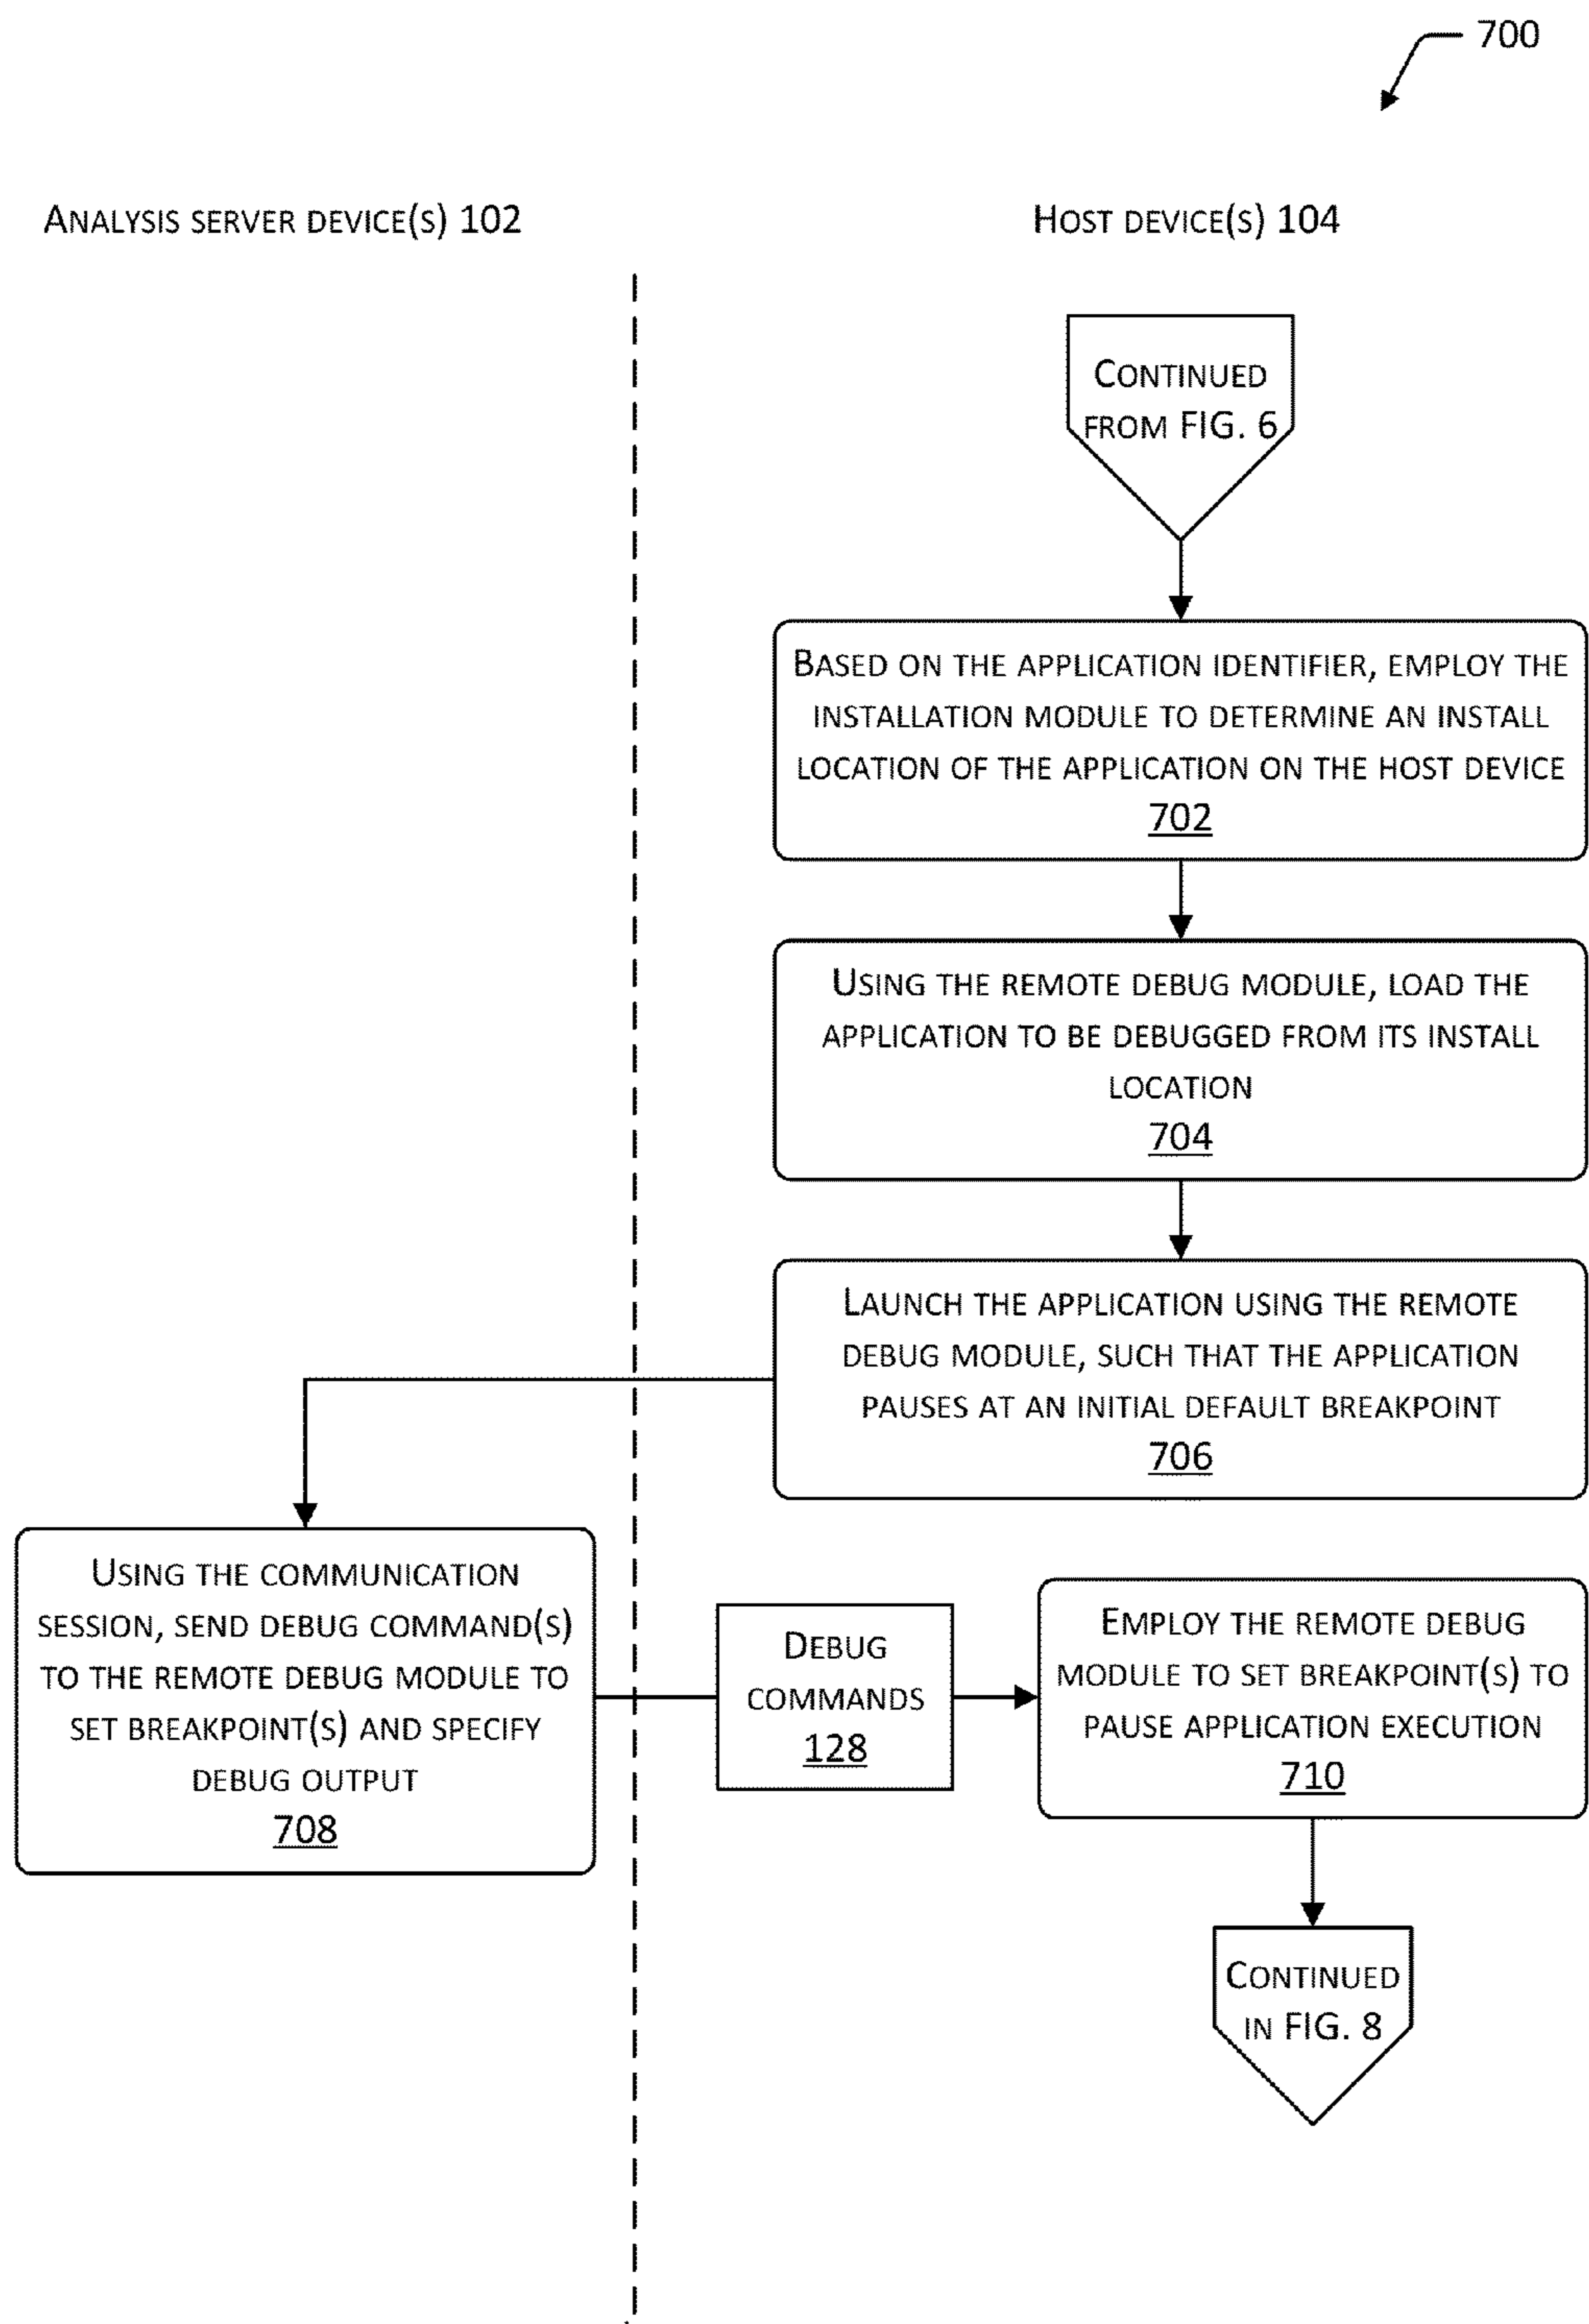 700
Analysis server device(s) 102
Host device(s) 104
Continued
from FIG. 6
Based on the application identifier, employ the
installation module to determine an install
location of the application on the host device
702
Using the remote debug module, load the
application to be debugged from its install
location
704
Launch the application using the remote
debug module, such that the application
pauses at an initial default breakpoint
706
Using the communication
session, send debug command(s)
to the remote debug module to
set breakpoint(s) and specify
debug output
708
Debug
commands
128
Employ the remote debug
module to set breakpoint(s) to
pause application execution
710
Continued
in FIG. 8